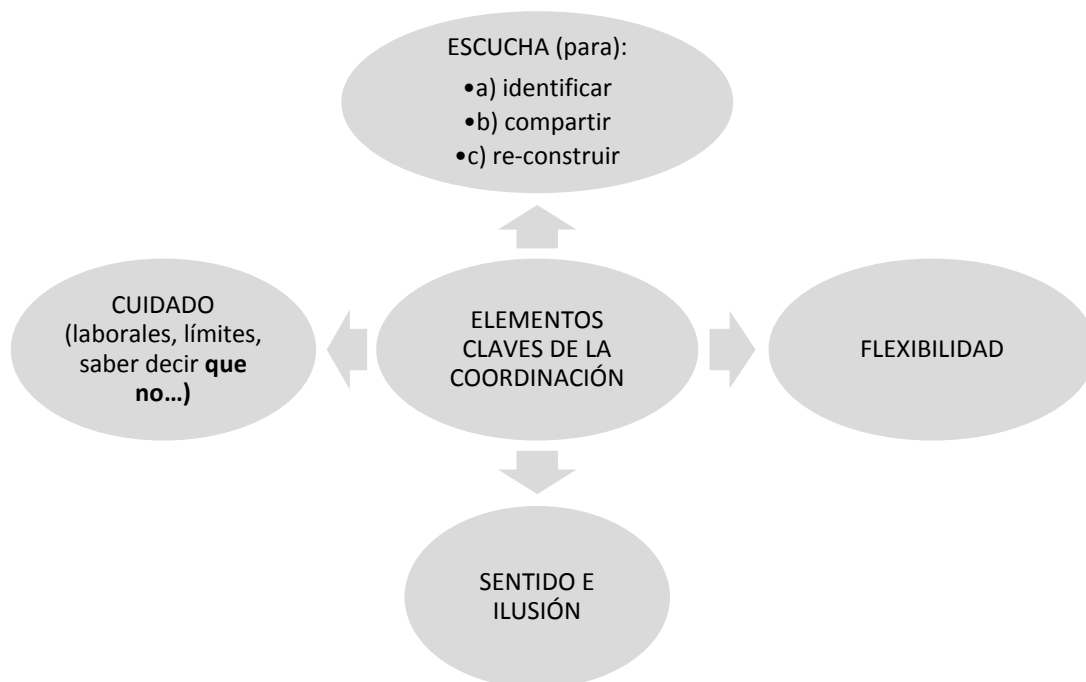 ESCUCHA (para):
•a) identificar
•b) compartir
•c) re-construir
CUIDADO
(laborales, límites,
saber decir que
no...)
ELEMENTOS
CLAVES DE LA
COORDINACIÓN
FLEXIBILIDAD
SENTIDO E
ILUSIÓN